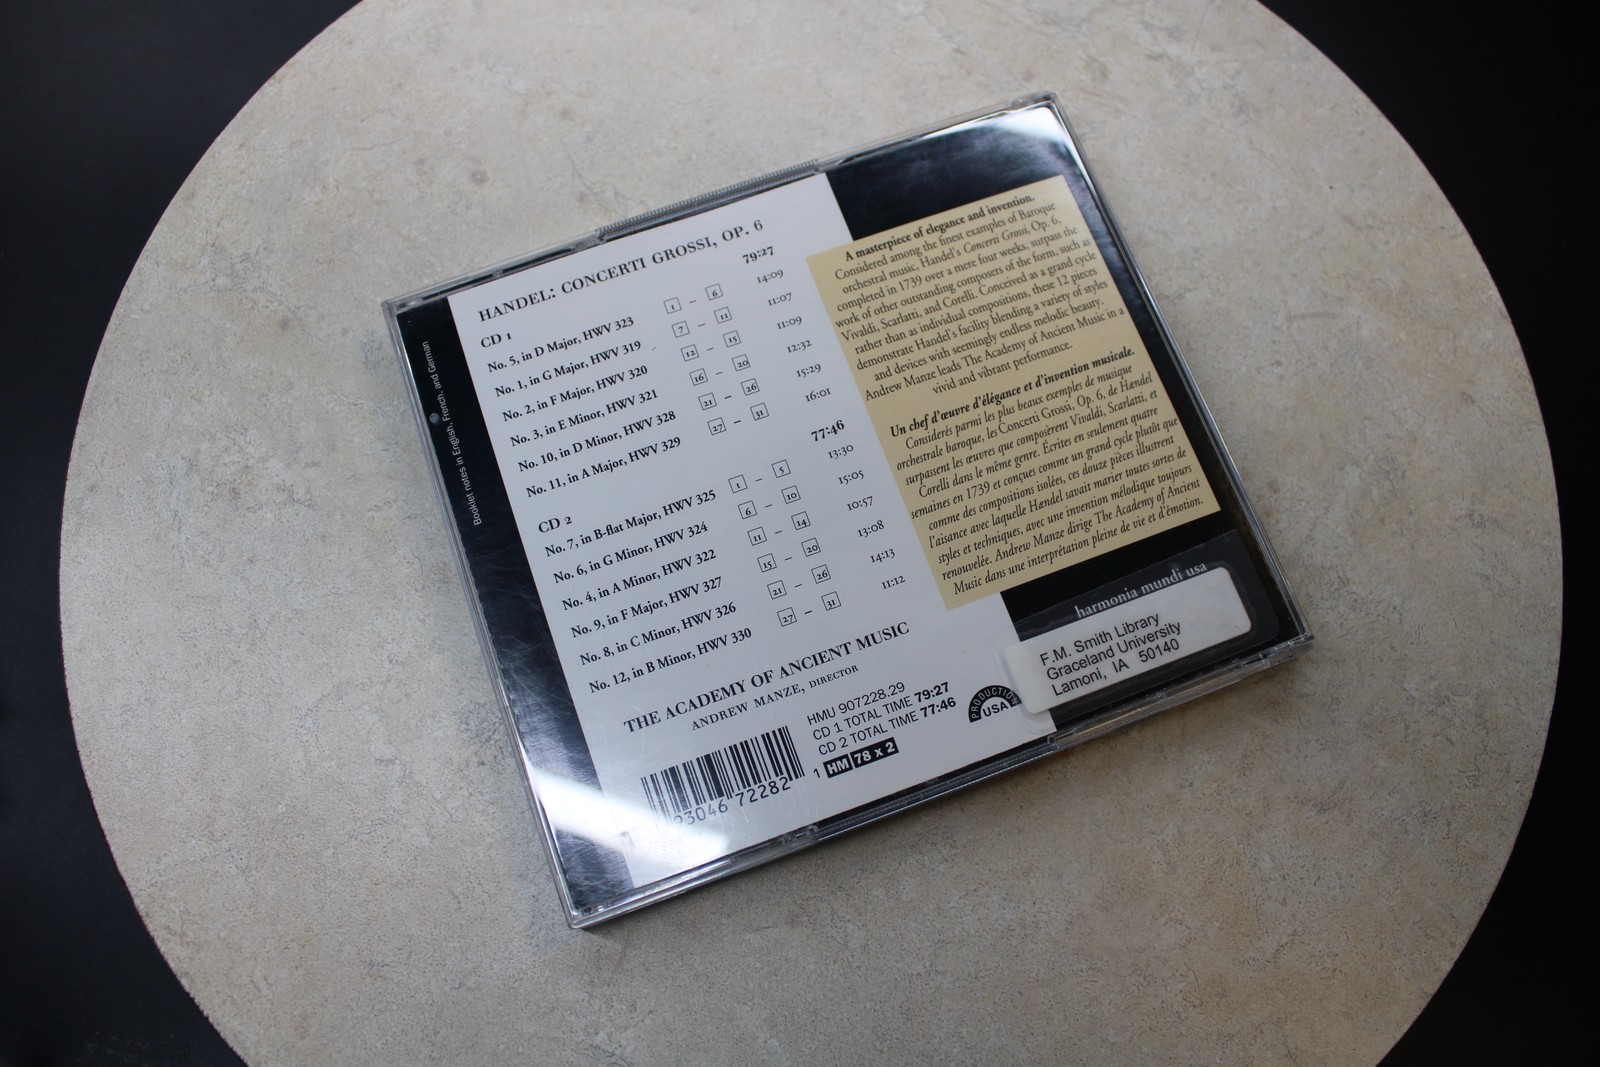 HANDEL: CONCERTI GROSSI, OP. 6
CD 1 79:27
No. 5, in D Major, HWV 323 1 – 6 14:09
No. 1, in G Major, HWV 319 7 – 11 11:07
No. 2, in F Major, HWV 320 12 – 15 11:09
No. 3, in E Minor, HWV 321 16 – 20 12:32
No. 10, in D Minor, HWV 328 21 – 26 15:29
No. 11, in A Major, HWV 329 27 – 31 16:01
CD 2 77:46
No. 7, in B-flat Major, HWV 325 1 – 5 13:30
No. 6, in G Minor, HWV 324 6 – 10 15:05
No. 4, in A Minor, HWV 322 11 – 14 10:57
No. 9, in F Major, HWV 327 15 – 20 13:08
No. 8, in C Minor, HWV 326 21 – 26 14:13
No. 12, in B Minor, HWV 330 27 – 31 11:12
THE ACADEMY OF ANCIENT MUSIC
ANDREW MANZE, DIRECTOR
HMU 907228.29
CD 1 TOTAL TIME 79:27
CD 2 TOTAL TIME 77:46
1 HM 78 x 2
23046 72282
PRODUCTION
USA
A masterpiece of elegance and invention.
Considered among the finest examples of Baroque
orchestral music, Handel's Concerti Grossi, Op. 6,
completed in 1739 over a mere four weeks, surpass the
work of other outstanding composers of the form, such as
Vivaldi, Scarlatti, and Corelli. Conceived as a grand cycle
rather than as individual compositions, these 12 pieces
demonstrate Handel's facility blending a variety of styles
and devices with seemingly endless melodic beauty.
Andrew Manze leads The Academy of Ancient Music in a
vivid and vibrant performance.
Un chef d'œuvre d'élégance et d'invention musicale.
Considérés parmi les plus beaux exemples de musique
orchestrale baroque, les Concerti Grossi, Op. 6, de Hændel
surpassent les œuvres que composèrent Vivaldi, Scarlatti, et
Corelli dans le même genre. Écrites en seulement quatre
semaines en 1739 et conçues comme un grand cycle plutôt que
comme des compositions isolées, ces douze pièces illustrent
l'aisance avec laquelle Hændel savait marier toutes sortes de
styles et techniques, avec une invention mélodique toujours
renouvelée. Andrew Manze dirige The Academy of Ancient
Music dans une interprétation pleine de vie et d'émotion.
harmonia mundi usa
F.M. Smith Library
Graceland University
Lamoni, IA 50140
Booklet notes in English, French, and German